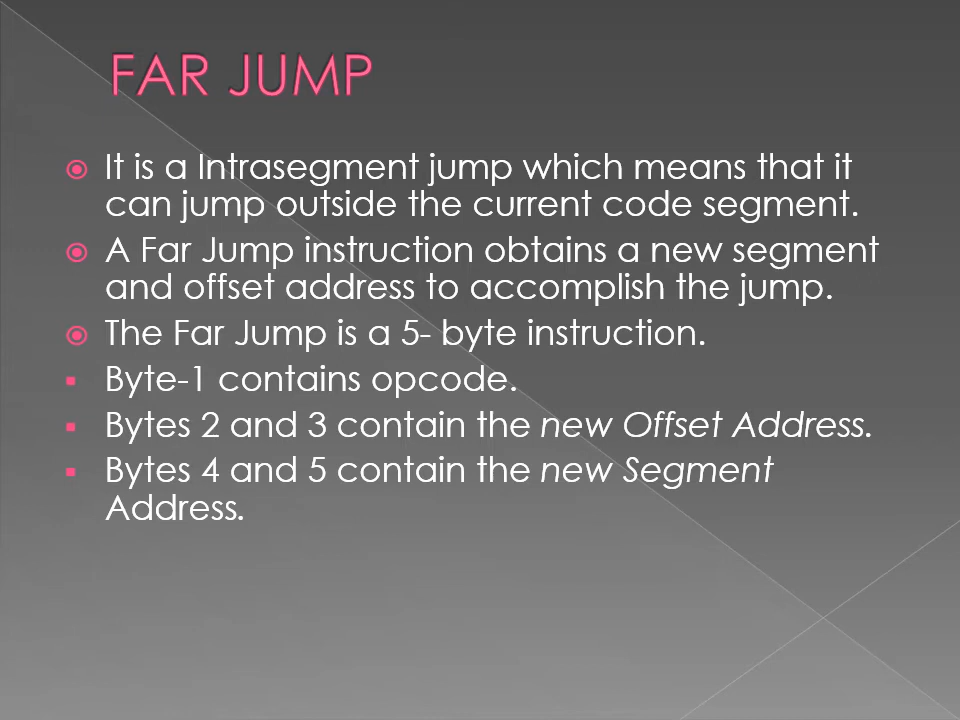 FAR JUMP
It is a Intrasegment jump which means that it
can jump outside the current code segment.
A Far Jump instruction obtains a new segment
and offset address to accomplish the jump.
The Far Jump is a 5- byte instruction.
Byte-1 contains opcode.
Bytes 2 and 3 contain the new Offset Address.
Bytes 4 and 5 contain the new Segment
Address.